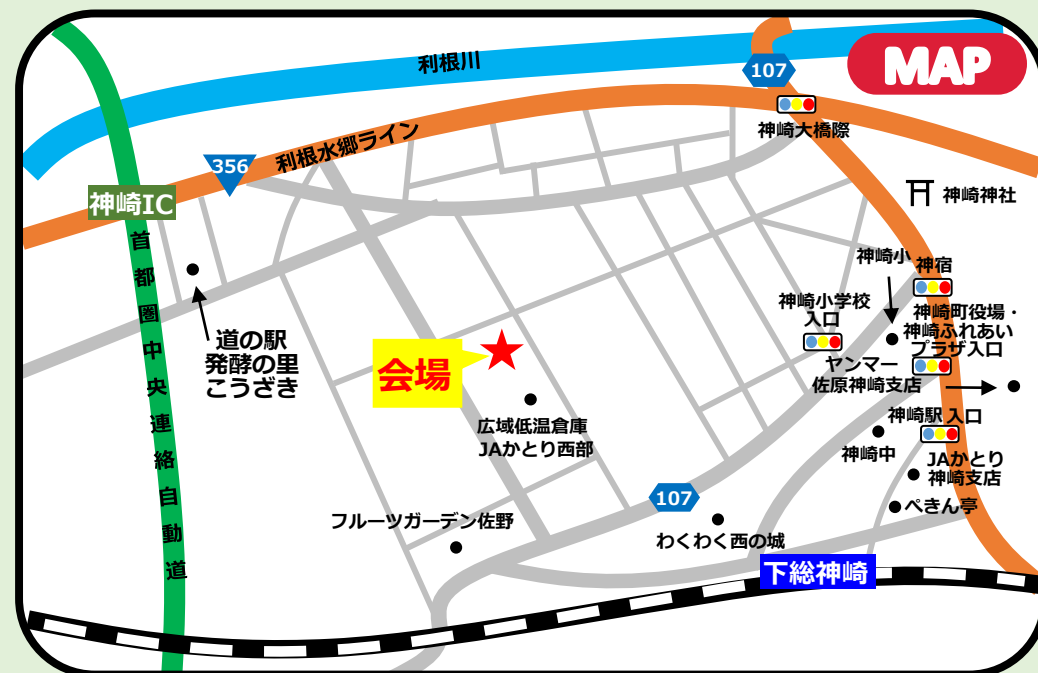 MAP
利根川
107
神崎大橋際
利根水郷ライン
356
神崎IC
首都圏中央連絡自動道
神崎神社
神崎小
神宿
道の駅
発酵の里
こうざき
会場
神崎小学校
入口
神崎町役場・
神崎ふれあい
プラザ入口
ヤンマー
佐原神崎支店
広域低温倉庫
JAかとり西部
神崎駅 入口
神崎中
JAかとり
神崎支店
ぺきん亭
107
フルーツガーデン佐野
わくわく西の城
下総神崎